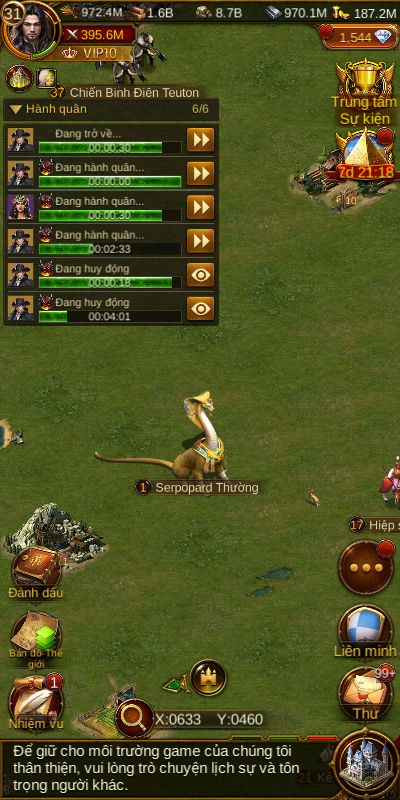 31
972.4M
1.6B
8.7B
970.1M
187.2M
395.6M
1,544
VIP10
37 Chiến Binh Điên Teuton
Hành quân 6/6
Trung tâm
Sự kiện
Đang trở về...
00:00:30
7d 21:18
Đang hành quân...
00:00:00
10
Đang hành quân...
00:00:30
Đang hành quân...
00:02:33
Đang huy động
00:00:18
Đang huy động
00:04:01
1 Serpopard Thường
17 Hiệp s
Đánh dấu
Bản đồ Thế
giới
Liên minh
1
99+
Nhiệm vụ
Thư
X:0633 Y:0460
Để giữ cho môi trường game của chúng tôi
thân thiện, vui lòng trò chuyện lịch sự và tôn
trọng người khác.
21